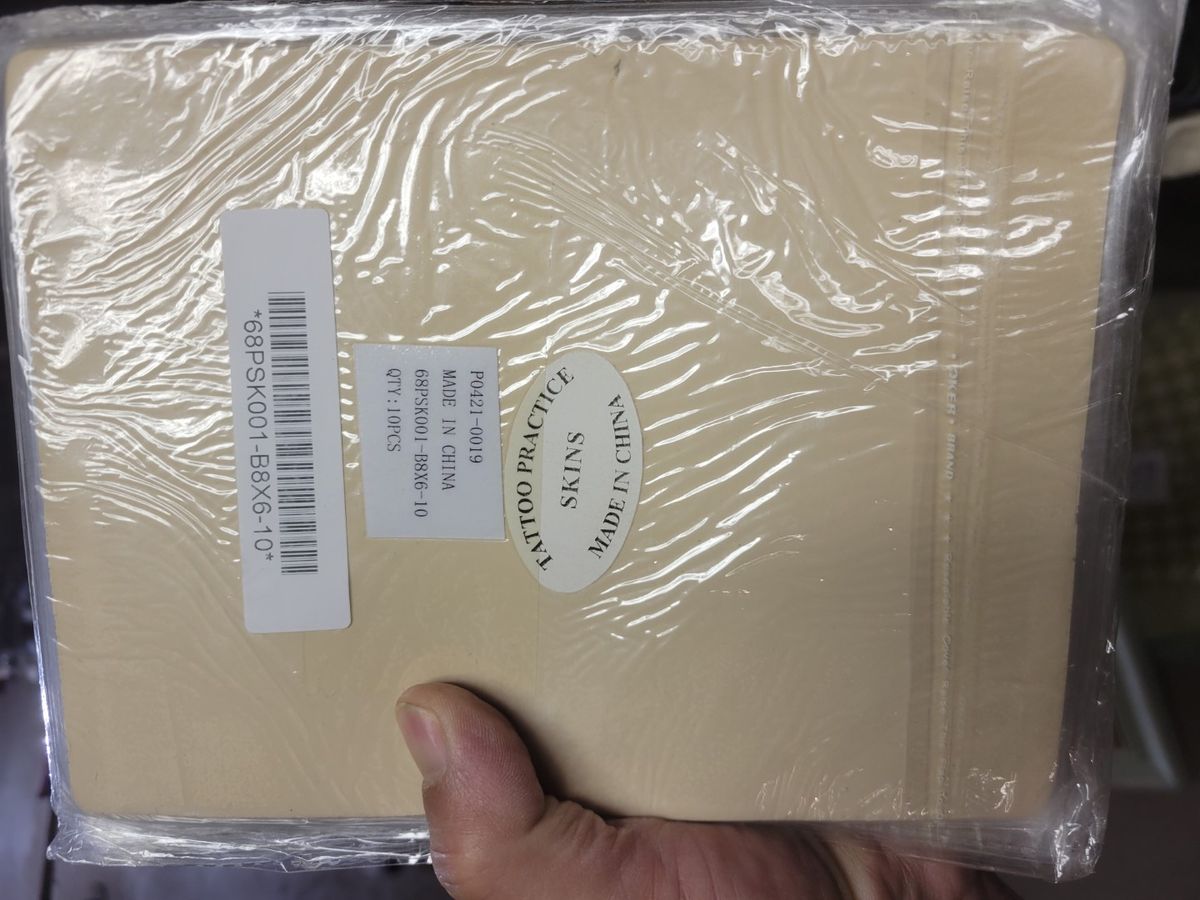 *68PSK001-B8X6-10*
P0421-0019
MADE IN CHINA
68PSK001-B8X6-10
QTY:10PCS
TATTOO PRACTICE
SKINS
MADE IN CHINA
BRAND